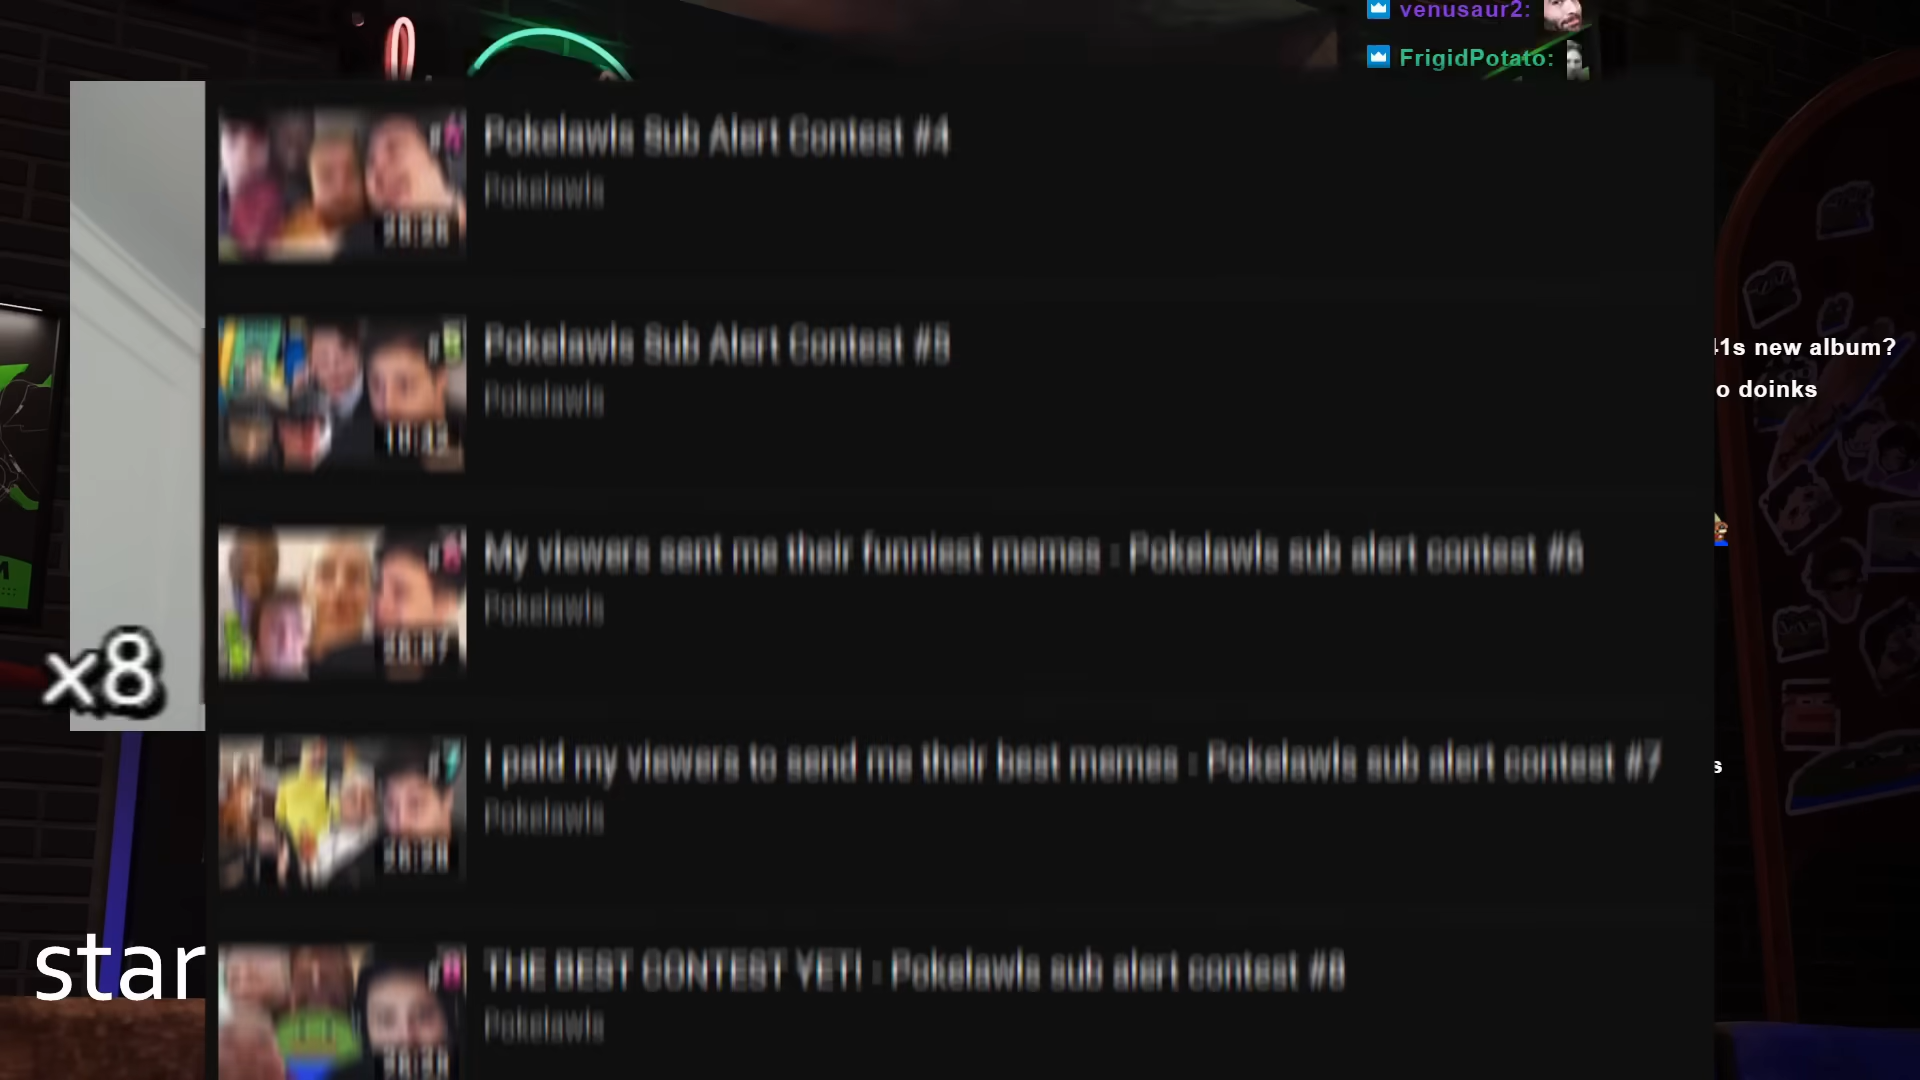 venusaur2:
FrigidPotato:
Pokelawls Sub Alert Contest #4
Pokelawls
Pokelawls Sub Alert Contest #5
Pokelawls
41s new album?
o doinks
My viewers sent me their funniest memes : Pokelawls sub alert contest #6
Pokelawls
x8
I paid my viewers to send me their best memes : Pokelawls sub alert contest #7
Pokelawls
s
star
THE BEST CONTEST YET! : Pokelawls sub alert contest #8
Pokelawls